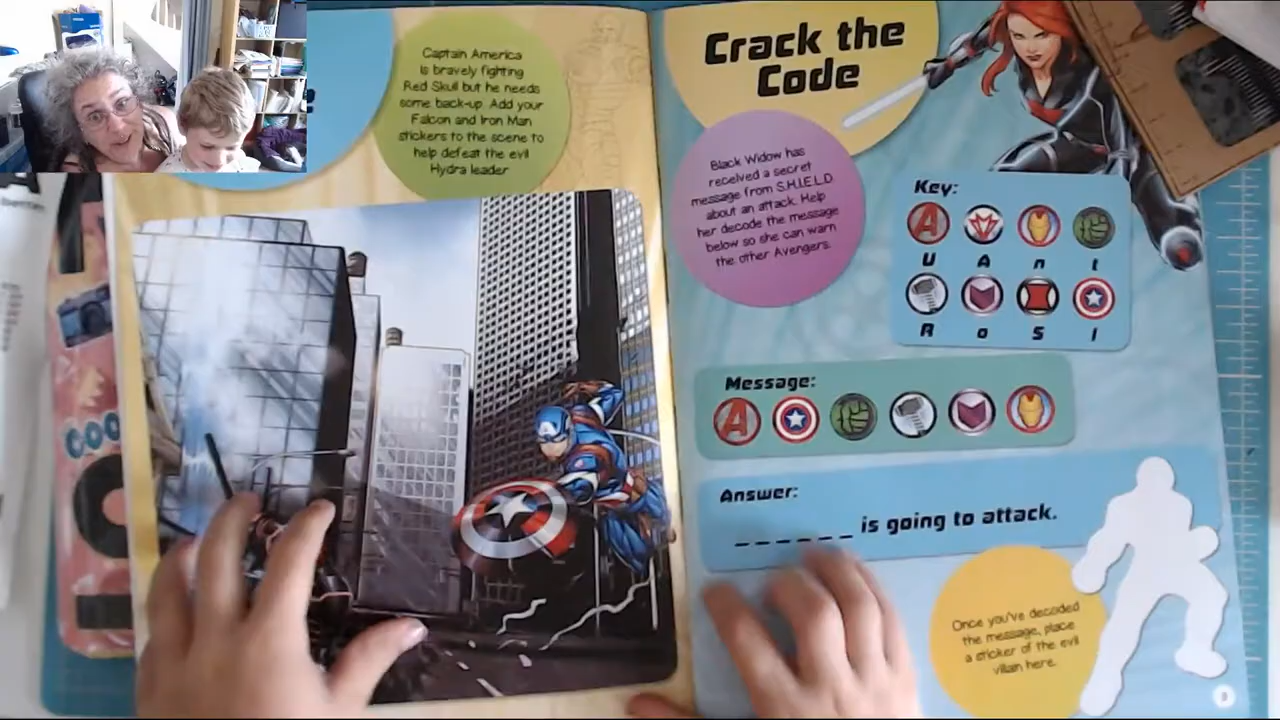 Captain America
is bravely fighting
Red Skull but he needs
some back-up. Add your
Falcon and Iron Man
stickers to the scene to
help defeat the evil
Hydra leader
Crack the
Code
Black Widow has
received a secret
message from S.H.I.E.L.D.
about an attack. Help
her decode the message
below so she can warn
the other Avengers.
Key:
U A n t
R o S l
Message:
Answer:
_ _ _ _ _ _ is going to attack.
Once you've decoded
the message, place
a sticker of the evil
villain here.
COO